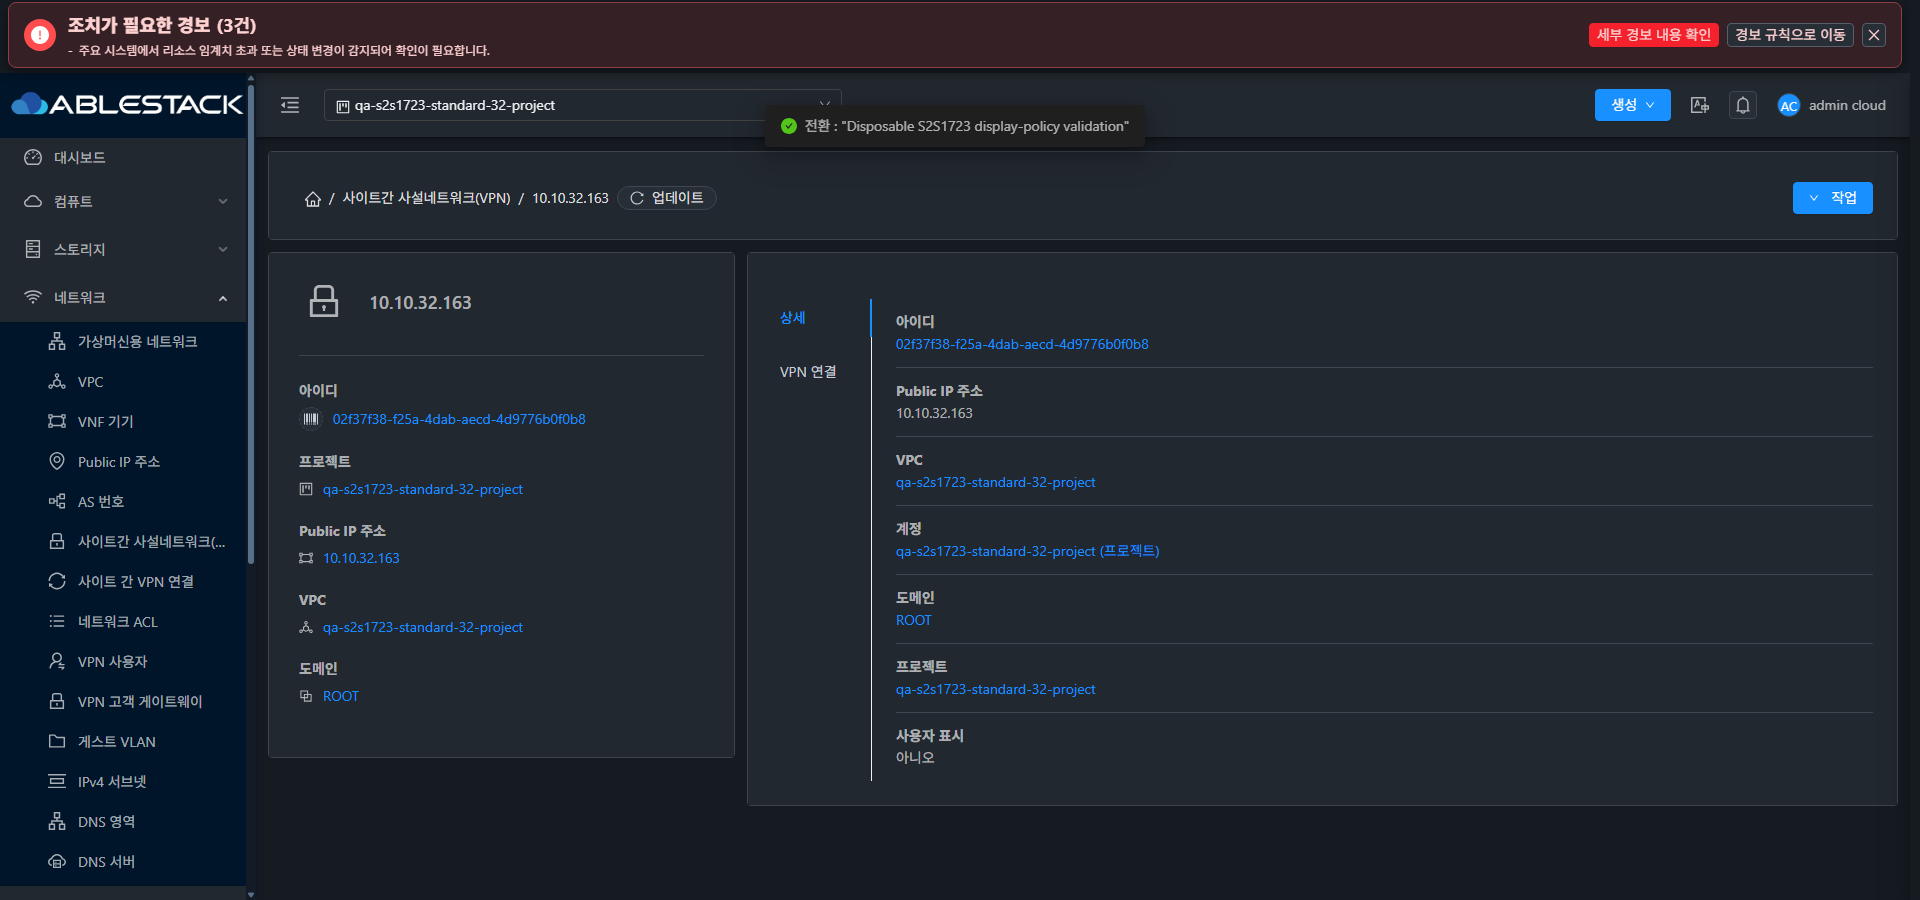 조치가 필요한 경보 (3건)
- 주요 시스템에서 리소스 임계치 초과 또는 상태 변경이 감지되어 확인이 필요합니다.
세부 경보 내용 확인
경보 규칙으로 이동
ABLESTACK
qa-s2s1723-standard-32-project
전환 : "Disposable S2S1723 display-policy validation"
생성
AC
admin cloud
대시보드
컴퓨트
스토리지
네트워크
가상머신용 네트워크
VPC
VNF 기기
Public IP 주소
AS 번호
사이트간 사설네트워크(...
사이트 간 VPN 연결
네트워크 ACL
VPN 사용자
VPN 고객 게이트웨이
게스트 VLAN
IPv4 서브넷
DNS 영역
DNS 서버
/ 사이트간 사설네트워크(VPN) / 10.10.32.163
업데이트
작업
10.10.32.163
아이디
02f37f38-f25a-4dab-aecd-4d9776b0f0b8
프로젝트
qa-s2s1723-standard-32-project
Public IP 주소
10.10.32.163
VPC
qa-s2s1723-standard-32-project
도메인
ROOT
상세
VPN 연결
아이디
02f37f38-f25a-4dab-aecd-4d9776b0f0b8
Public IP 주소
10.10.32.163
VPC
qa-s2s1723-standard-32-project
계정
qa-s2s1723-standard-32-project (프로젝트)
도메인
ROOT
프로젝트
qa-s2s1723-standard-32-project
사용자 표시
아니오